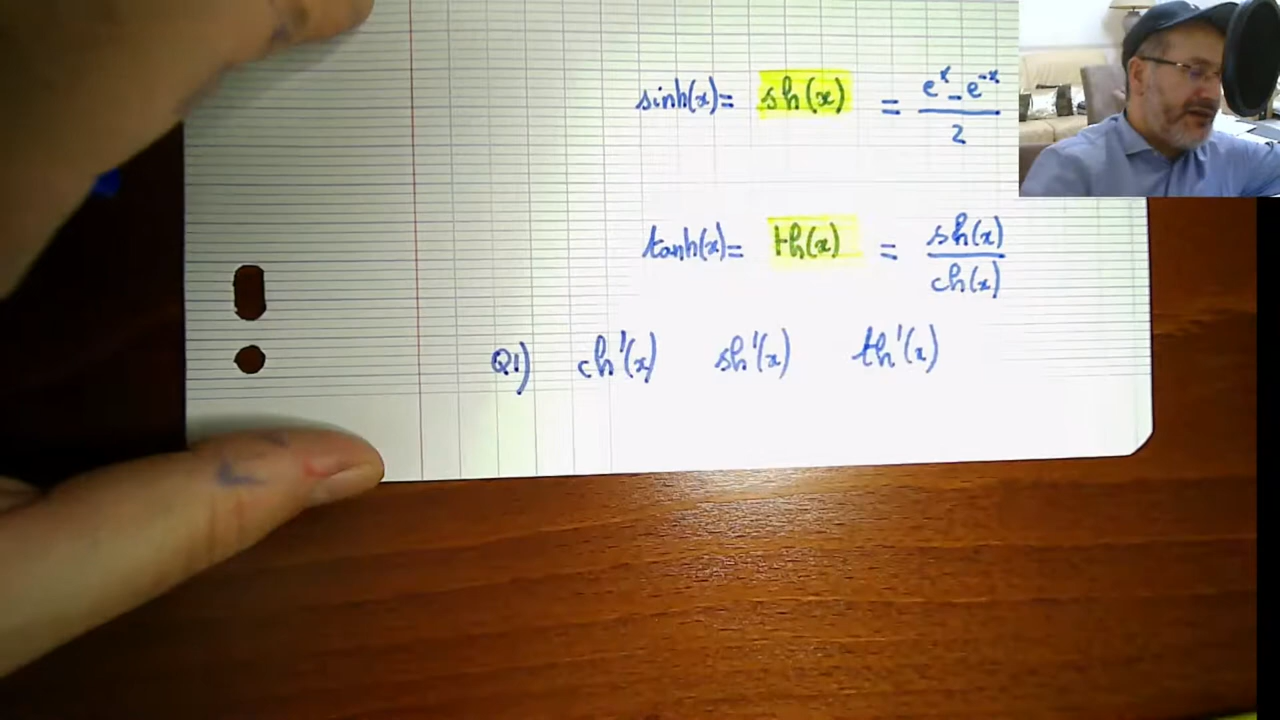 sinh(x) = sh(x) = (e^x - e^-x)/2
tanh(x) = th(x) = sh(x)/ch(x)
Q1) ch'(x) sh'(x) th'(x)